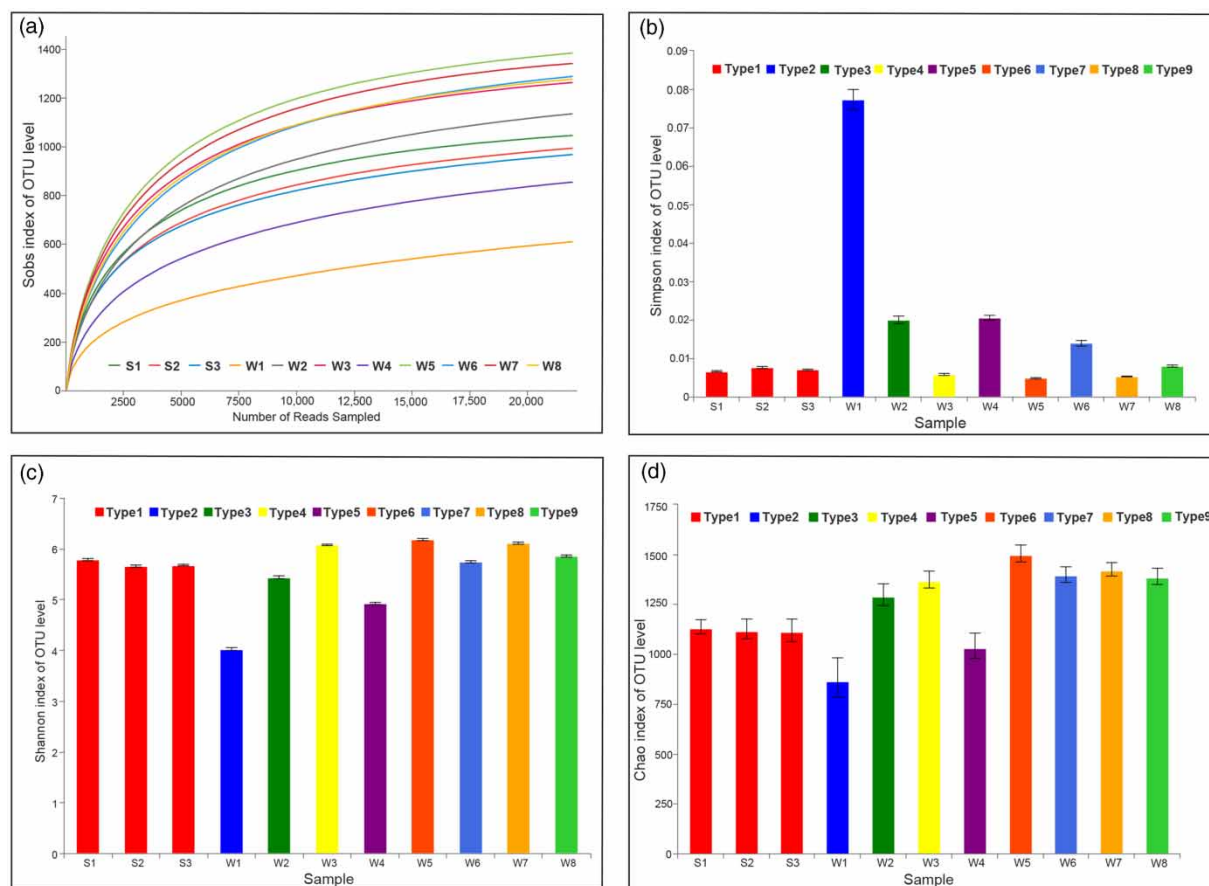 (a)
1400
1200
1000
800
600
400
200
0
Sobs index of OTU level
S1 S2 S3 W1 W2 W3 W4 W5 W6 W7 W8
2500 5000 7500 10,000 12,500 15,000 17,500 20,000
Number of Reads Sampled
(b)
0.09
0.08
0.07
0.06
0.05
0.04
0.03
0.02
0.01
0
Simpson index of OTU level
Type1 Type2 Type3 Type4 Type5 Type6 Type7 Type8 Type9
S1 S2 S3 W1 W2 W3 W4 W5 W6 W7 W8
Sample
(c)
7
6
5
4
3
2
1
0
Shannon index of OTU level
Type1 Type2 Type3 Type4 Type5 Type6 Type7 Type8 Type9
S1 S2 S3 W1 W2 W3 W4 W5 W6 W7 W8
Sample
(d)
1750
1500
1250
1000
750
500
250
0
Chao index of OTU level
Type1 Type2 Type3 Type4 Type5 Type6 Type7 Type8 Type9
S1 S2 S3 W1 W2 W3 W4 W5 W6 W7 W8
Sample